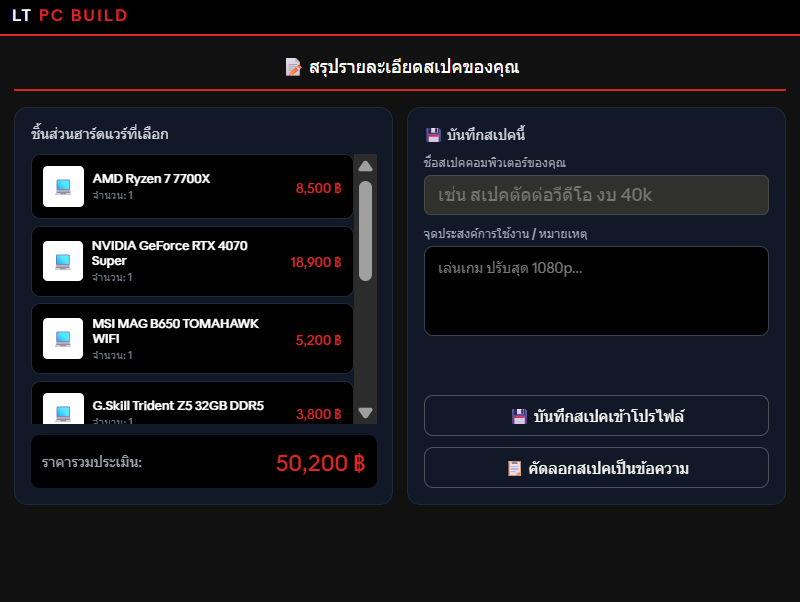 LT PC BUILD
📝 สรุปรายละเอียดสเปคของคุณ
ชิ้นส่วนฮาร์ดแวร์ที่เลือก
AMD Ryzen 7 7700X
จำนวน: 1
8,500 ฿
NVIDIA GeForce RTX 4070
Super
จำนวน: 1
18,900 ฿
MSI MAG B650 TOMAHAWK
WIFI
จำนวน: 1
5,200 ฿
G.Skill Trident Z5 32GB DDR5
จำนวน: 1
3,800 ฿
ราคารวมประเมิน:
50,200 ฿
💾 บันทึกสเปคนี้
ชื่อสเปคคอมพิวเตอร์ของคุณ
เช่น สเปคตัดต่อวีดีโอ งบ 40k
จุดประสงค์การใช้งาน / หมายเหตุ
เล่นเกม ปรับสุด 1080p...
💾 บันทึกสเปคเข้าโปรไฟล์
📋 คัดลอกสเปคเป็นข้อความ